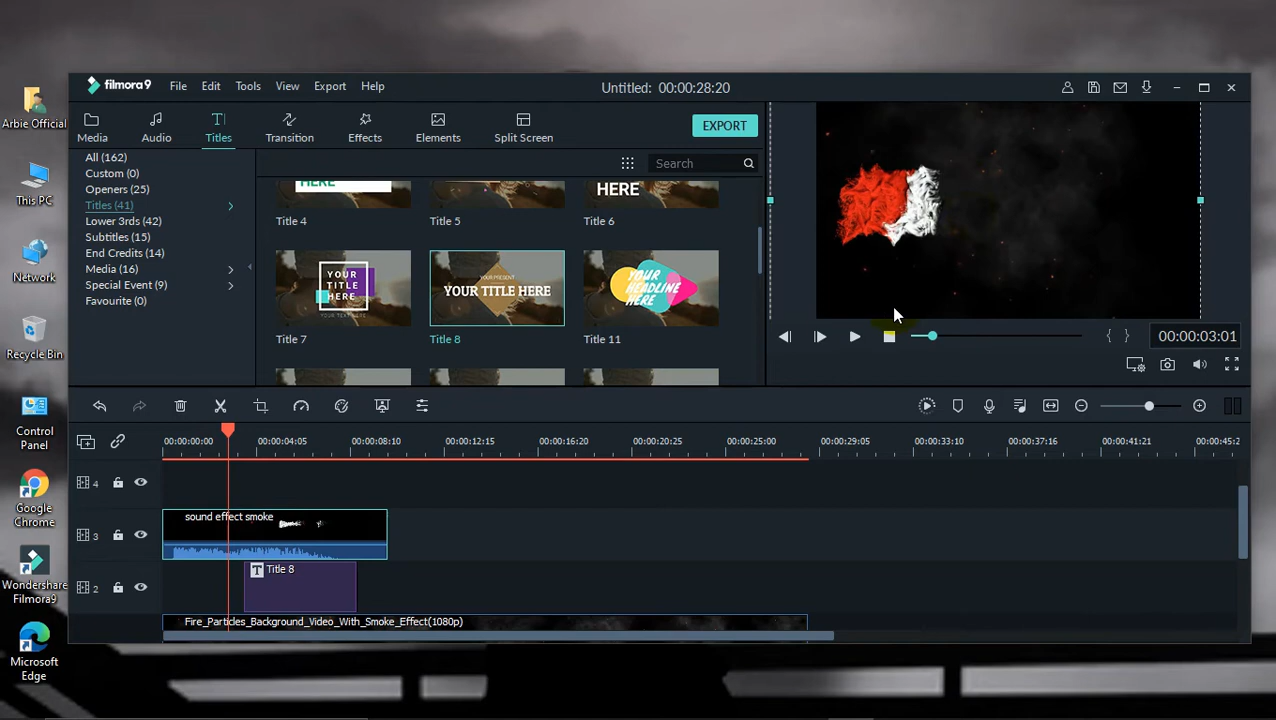 Arbie Official
This PC
Network
Recycle Bin
Control
Panel
Google
Chrome
Wondershare
Filmora9
Microsoft
Edge
filmora9
File
Edit
Tools
View
Export
Help
Untitled: 00:00:28:20
Media
Audio
Titles
Transition
Effects
Elements
Split Screen
EXPORT
All (162)
Custom (0)
Openers (25)
Titles (41)
Lower 3rds (42)
Subtitles (15)
End Credits (14)
Media (16)
Special Event (9)
Favourite (0)
Search
HERE
HERE
Title 4
Title 5
Title 6
YOUR
TITLE
HERE
YOUR TEXT HERE
YOUR PRESENT
YOUR TITLE HERE
YOUR
HEADLINE
HERE
Title 7
Title 8
Title 11
00:00:03:01
00:00:00:00
00:00:04:05
00:00:08:10
00:00:12:15
00:00:16:20
00:00:20:25
00:00:25:00
00:00:29:05
00:00:33:10
00:00:37:16
00:00:41:21
00:00:45:2
4
3
sound effect smoke
2
T Title 8
Fire_Particles_Background_Video_With_Smoke_Effect(1080p)